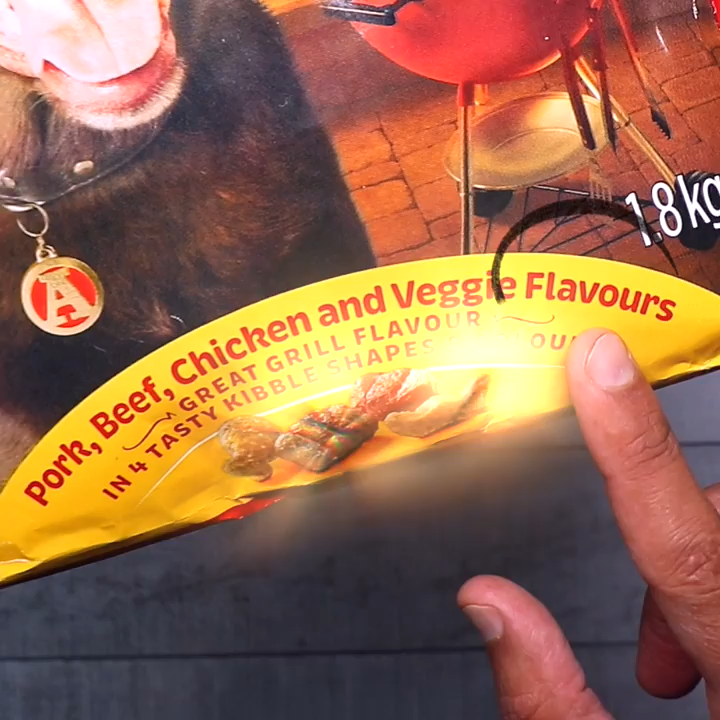 A
1.8kg
Pork, Beef, Chicken and Veggie Flavours
GREAT GRILL FLAVOUR
IN 4 TASTY KIBBLE SHAPES